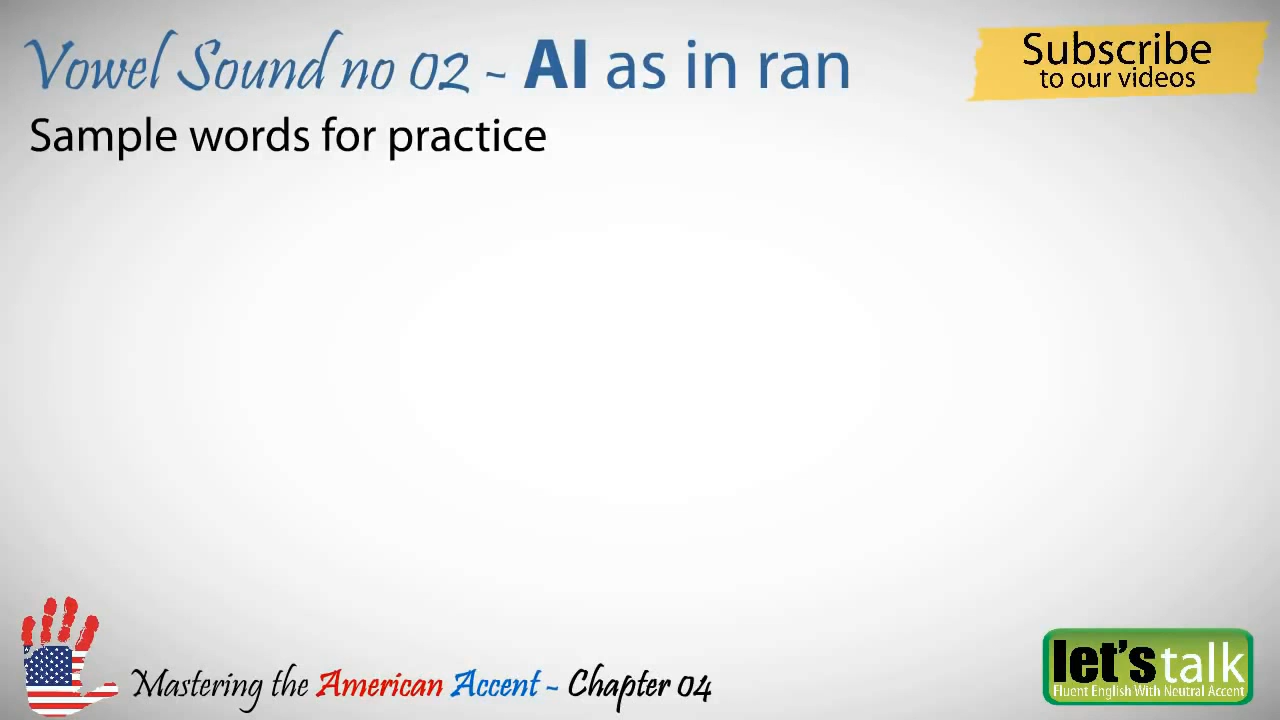 Vowel Sound no 02 - AI as in ran
Subscribe
to our videos
Sample words for practice
Mastering the American Accent - Chapter 04
let's talk
Fluent English With Neutral Accent